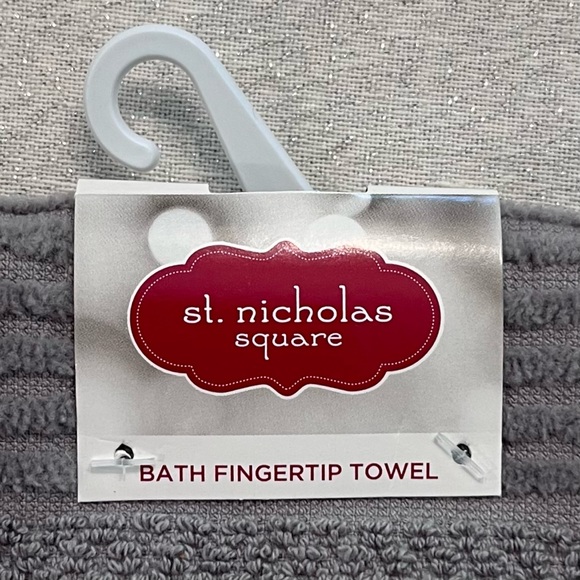 st. nicholas
square
BATH FINGERTIP TOWEL